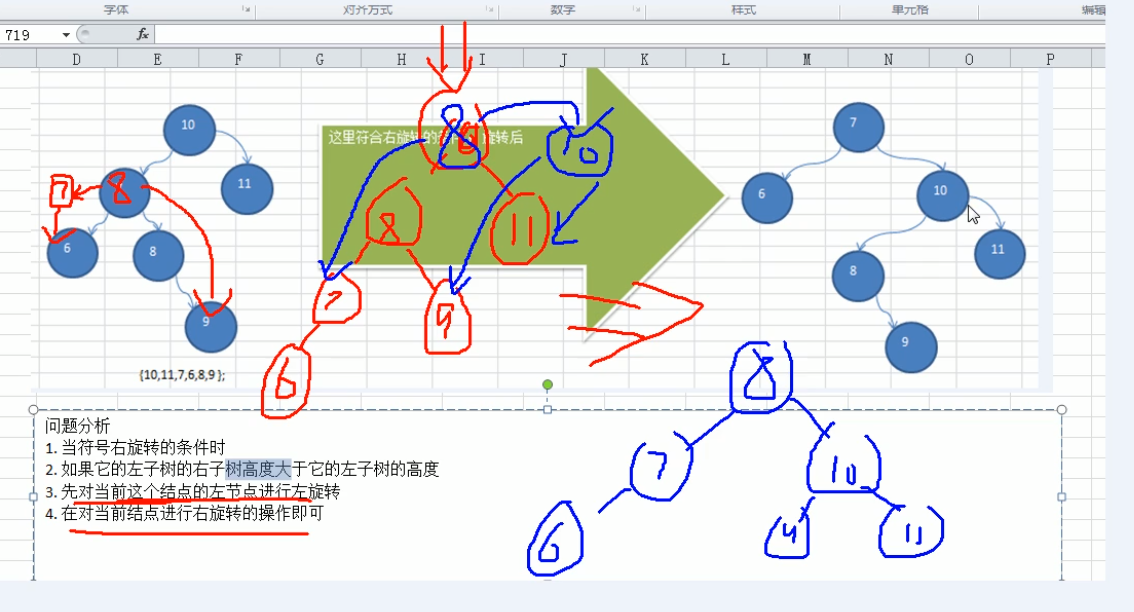 字体 对齐方式 数字 样式 单元格 编辑
719 fx
D E F G H I J K L M N O P
10
11
7 8
6 8
9
{10,11,7,6,8,9 };
这里符合右旋转的 旋转后
8 10
8 11
7 9
6
7
6 10
8 11
9
8
7 10
6 9 11
问题分析
1. 当符号右旋转的条件时
2. 如果它的左子树的右子树高度大于它的左子树的高度
3. 先对当前这个结点的左节点进行左旋转
4. 在对当前结点进行右旋转的操作即可